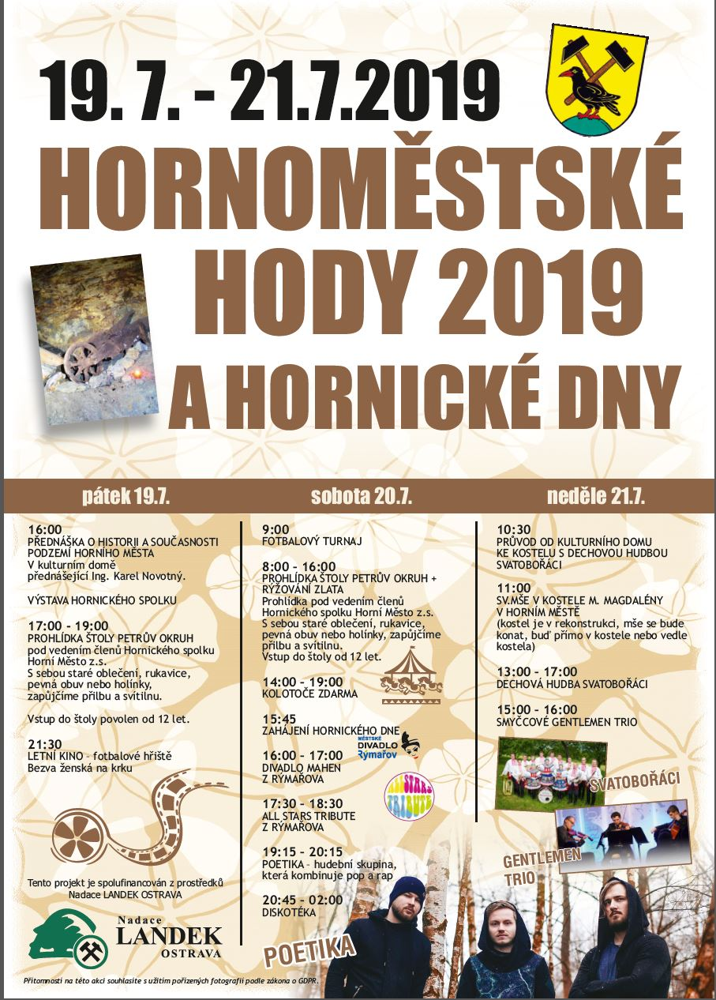 19. 7. - 21.7.2019
HORNOMĚSTSKÉ
HODY 2019
A HORNICKÉ DNY
pátek 19.7.
16:00
PŘEDNÁŠKA O HISTORII A SOUČASNOSTI
PODZEMÍ HORNÍHO MĚSTA
V kulturním domě
přednášející Ing. Karel Novotný.
VÝSTAVA HORNICKÉHO SPOLKU
17:00 - 19:00
PROHLÍDKA ŠTOLY PETRŮV OKRUH
pod vedením členů Hornického spolku
Horní Město z.s.
S sebou staré oblečení, rukavice,
pevná obuv nebo holínky,
zapůjčíme přilbu a svítilnu.
Vstup do štoly povolen od 12 let.
21:30
LETNÍ KINO - fotbalové hřiště
Bezva ženská na krku
Tento projekt je spolufinancován z prostředků
Nadace LANDEK OSTRAVA
Nadace
LANDEK
OSTRAVA
sobota 20.7.
9:00
FOTBALOVÝ TURNAJ
8:00 - 16:00
PROHLÍDKA ŠTOLY PETRŮV OKRUH +
RÝŽOVÁNÍ ZLATA
Prohlídka pod vedením členů
Hornického spolku Horní Město z.s.
S sebou staré oblečení, rukavice,
pevná obuv nebo holínky, zapůjčíme
přilbu a svítilnu.
Vstup do štoly od 12 let.
14:00 - 19:00
KOLOTOČE ZDARMA
15:45
ZAHÁJENÍ HORNICKÉHO DNE
MĚSTSKÉ
DIVADLO
Rýmařov
16:00 - 17:00
DIVADLO MAHEN
Z RÝMAŘOVA
17:30 - 18:30
ALL STARS TRIBUTE
Z RÝMAŘOVA
ALL
STARS
TRIBUTE
19:15 - 20:15
POETIKA - hudební skupina,
která kombinuje pop a rap
20:45 - 02:00
DISKOTÉKA
POETIKA
neděle 21.7.
10:30
PRŮVOD OD KULTURNÍHO DOMU
KE KOSTELU S DECHOVOU HUDBOU
SVATOBOŘÁCI
11:00
SV.MŠE V KOSTELE M. MAGDALÉNY
V HORNÍM MĚSTĚ
(kostel je v rekonstrukci, mše se bude
konat, buď přímo v kostele nebo vedle
kostela)
13:00 - 17:00
DECHOVÁ HUDBA SVATOBOŘÁCI
15:00 - 16:00
SMYČCOVÉ GENTLEMEN TRIO
SVATOBOŘÁCI
GENTLEMEN
TRIO
Přítomností na této akci souhlasíte s užitím pořízených fotografií podle zákona o GDPR.